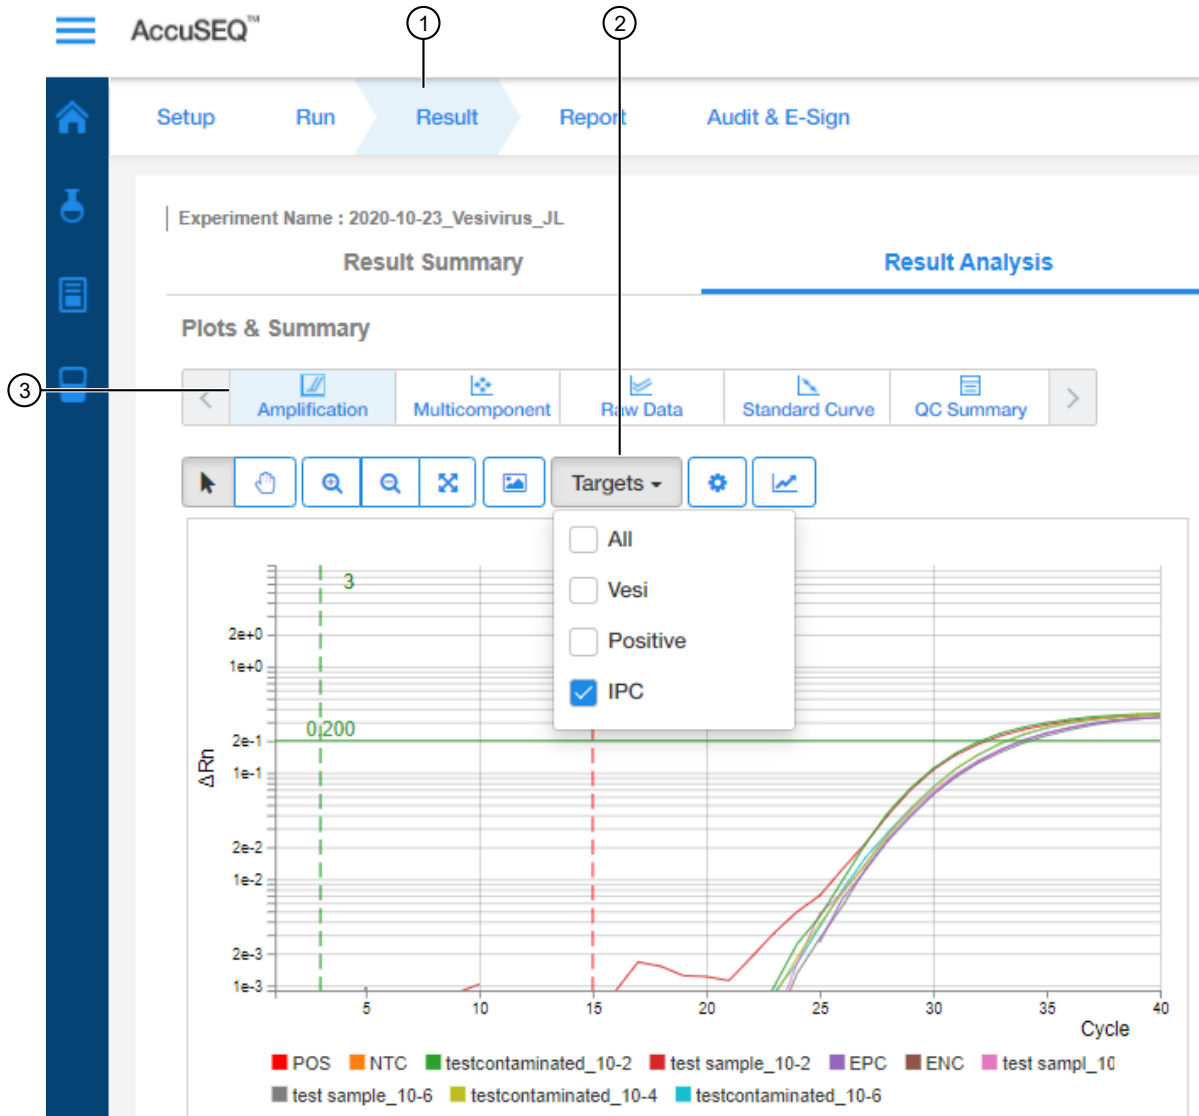 1 2
AccuSEQ™
Setup Run Result Report Audit & E-Sign
Experiment Name : 2020-10-23_Vesivirus_JL
Result Summary Result Analysis
Plots & Summary
3
Amplification Multicomponent Raw Data Standard Curve QC Summary
Targets
All
Vesi
Positive
IPC
3
0.200
ΔRn
2e+0
1e+0
2e-1
1e-1
2e-2
1e-2
2e-3
1e-3
5 10 15 20 25 30 35 40
Cycle
POS NTC testcontaminated_10-2 test sample_10-2 EPC ENC test sampl_10
test sample_10-6 testcontaminated_10-4 testcontaminated_10-6